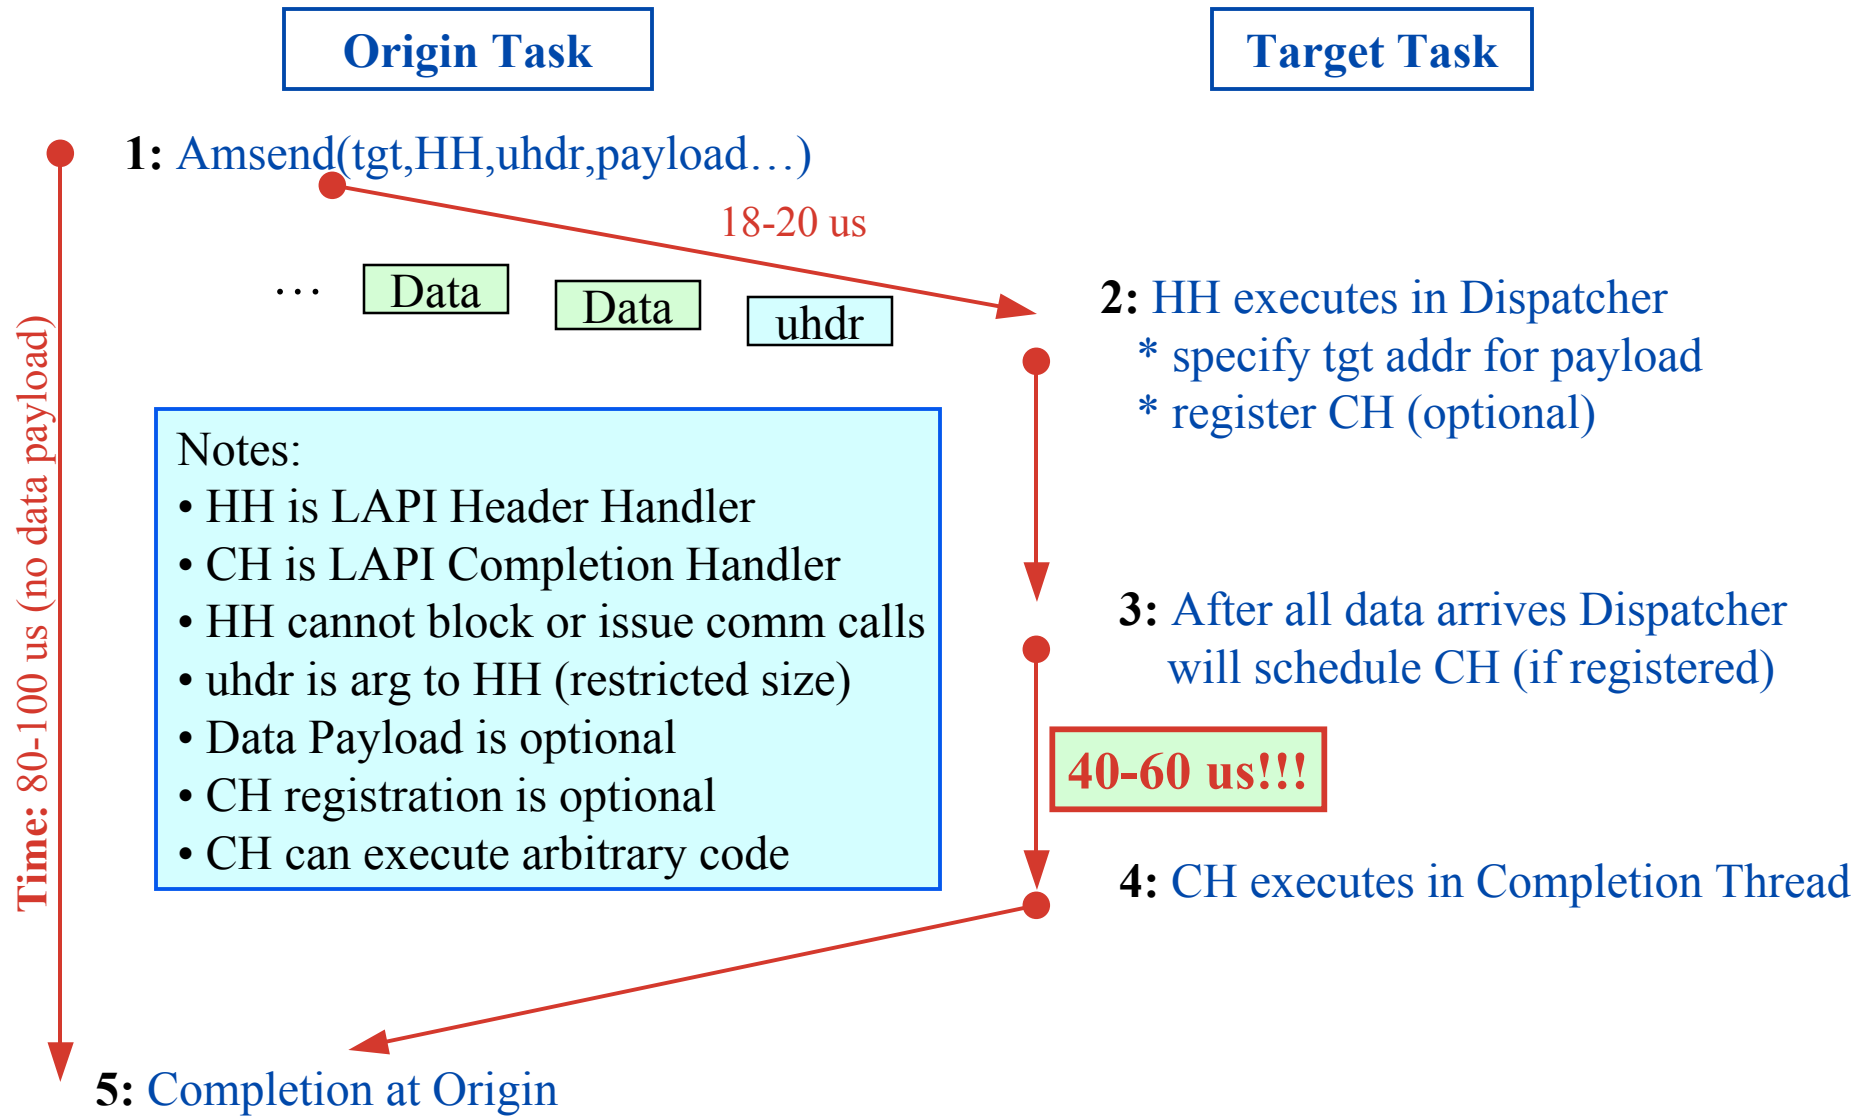 Origin Task
Target Task
1: Amsend(tgt,HH,uhdr,payload…)
18-20 us
… Data Data uhdr
2: HH executes in Dispatcher
* specify tgt addr for payload
* register CH (optional)
Notes:
• HH is LAPI Header Handler
• CH is LAPI Completion Handler
• HH cannot block or issue comm calls
• uhdr is arg to HH (restricted size)
• Data Payload is optional
• CH registration is optional
• CH can execute arbitrary code
Time: 80-100 us (no data payload)
3: After all data arrives Dispatcher
will schedule CH (if registered)
40-60 us!!!
4: CH executes in Completion Thread
5: Completion at Origin